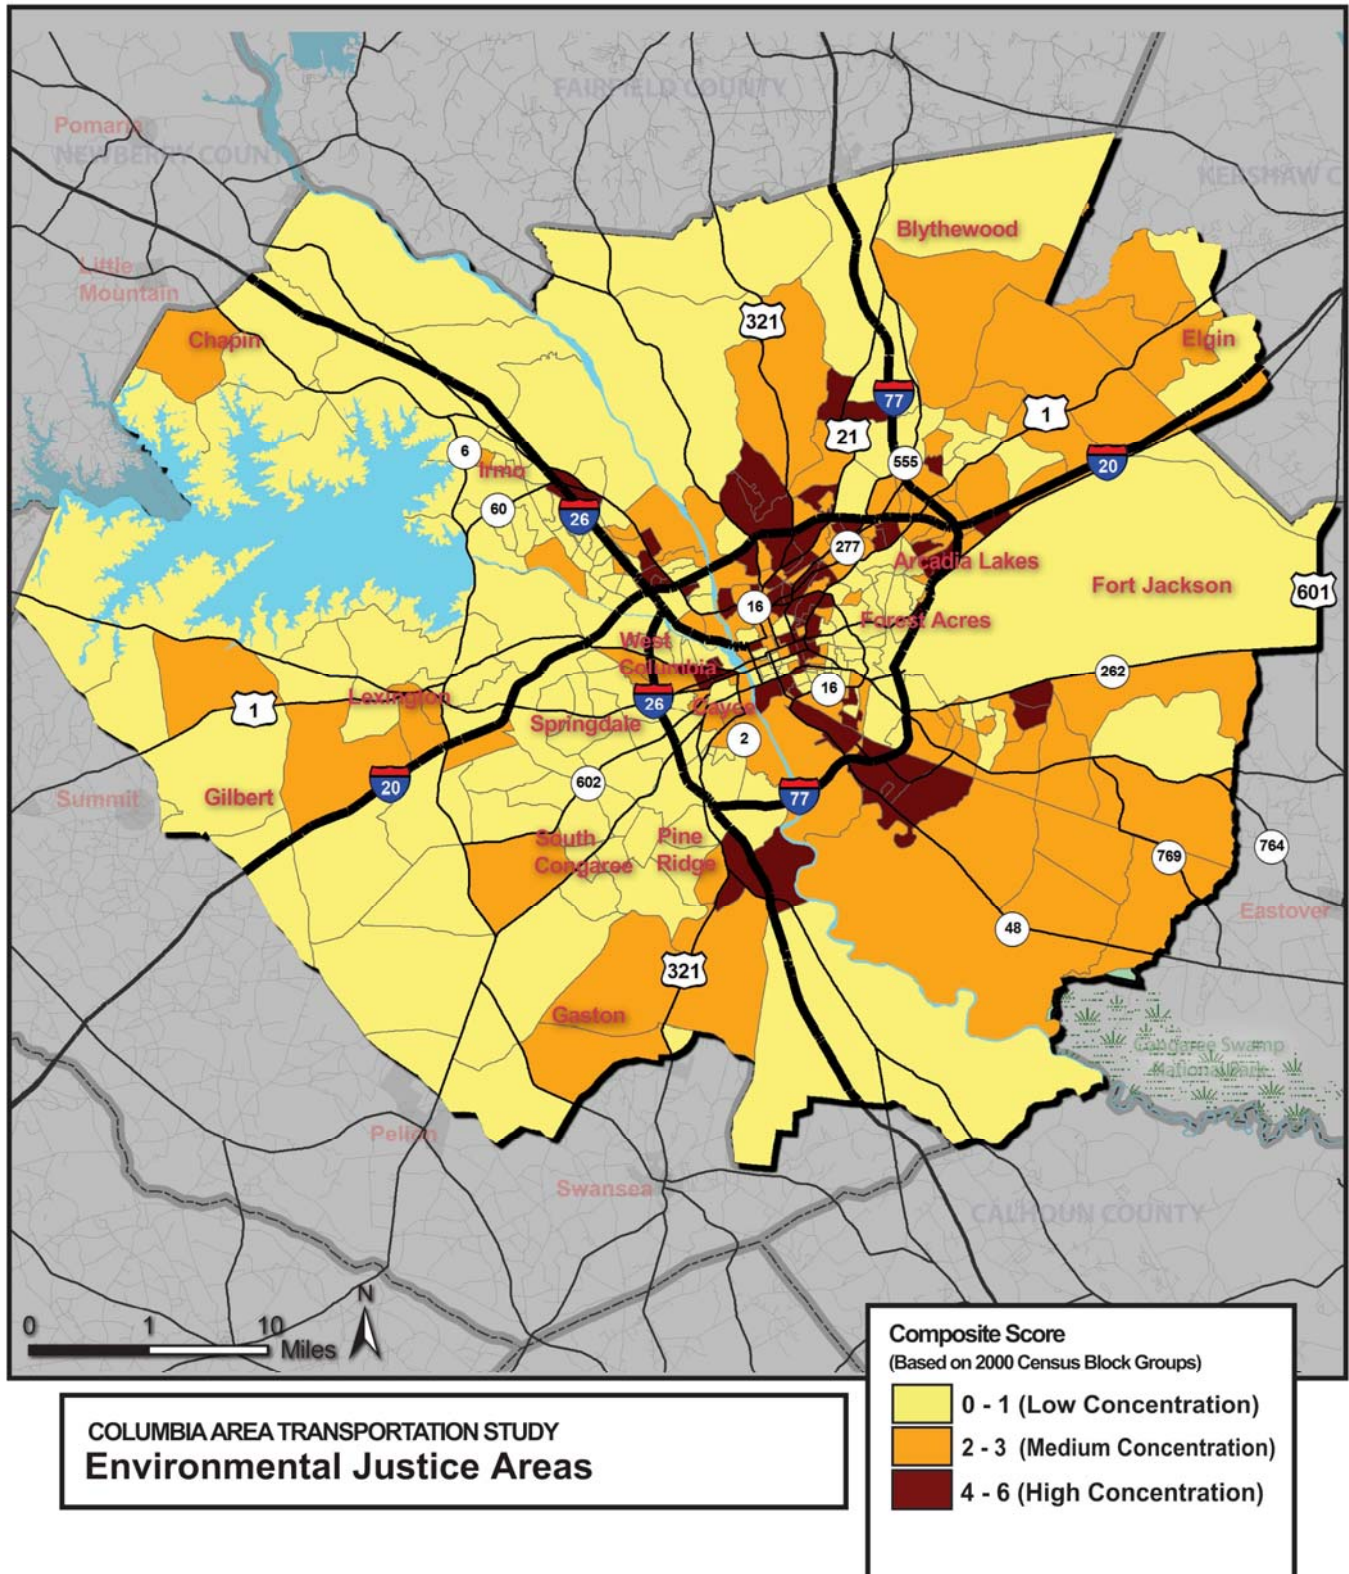 FAIRFIELD COUNTY
Pomaria
NEWBERRY COUNT
KERSHAW C
Blythewood
Little
Mountain
321
Chapin
Elgin
77
1
21
6
555
20
Irmo
60
26
277
Arcadia Lakes
Fort Jackson
601
16
Forest Acres
West
Columbia
262
16
Lexington
26
1
Cayce
Springdale
2
602
20
77
Summit
Gilbert
South
Congaree
Pine
Ridge
764
769
Eastover
48
321
Gaston
Congaree Swamp
National Park
Pelion
Swansea
CALHOUN COUNTY
N
0 1 10
Miles
Composite Score
(Based on 2000 Census Block Groups)
0 - 1 (Low Concentration)
2 - 3 (Medium Concentration)
4 - 6 (High Concentration)
COLUMBIA AREA TRANSPORTATION STUDY
Environmental Justice Areas